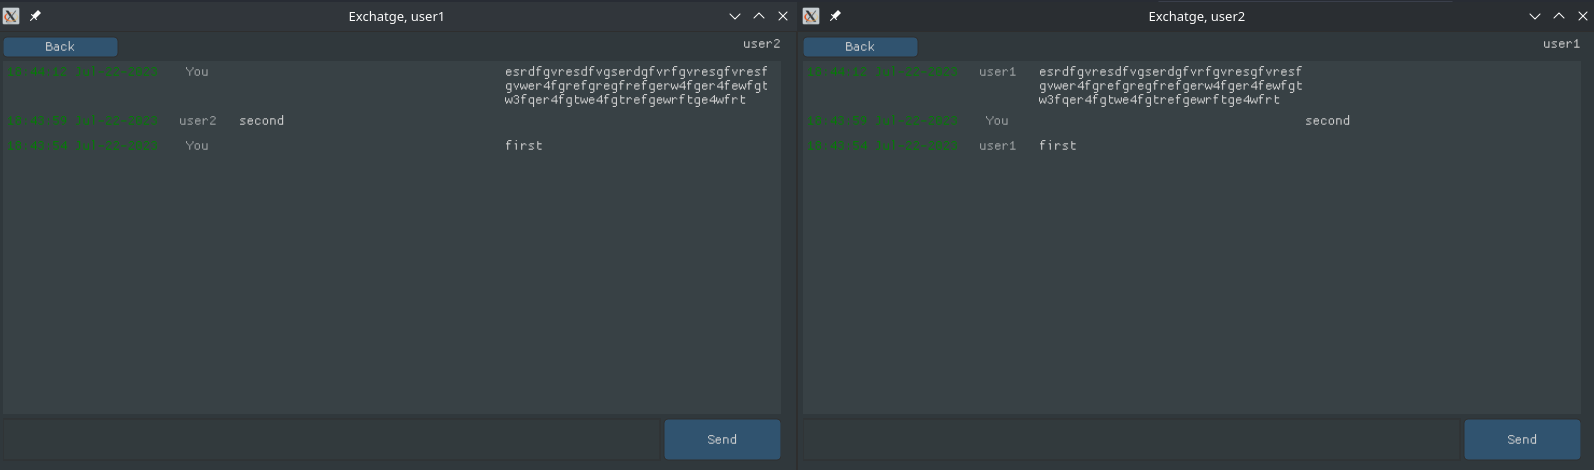 Exchatge, user1
Back
user2
18:44:12 Jul-22-2023 You esrdfgvresdfvgserdgfvrfgvresgfvresf
gvwer4fgrefgregfrefgerw4fger4fewfgt
w3fqer4fgtwe4fgtrefgewrftge4wfrt
18:43:59 Jul-22-2023 user2 second
18:45:54 Jul-22-2023 You first
Send
Exchatge, user2
Back
user1
18:44:12 Jul-22-2023 user1 esrdfgvresdfvgserdgfvrfgvresgfvresf
gvwer4fgrefgregfrefgerw4fger4fewfgt
w3fqer4fgtwe4fgtrefgewrftge4wfrt
18:43:59 Jul-22-2023 You second
18:45:54 Jul-22-2023 user1 first
Send